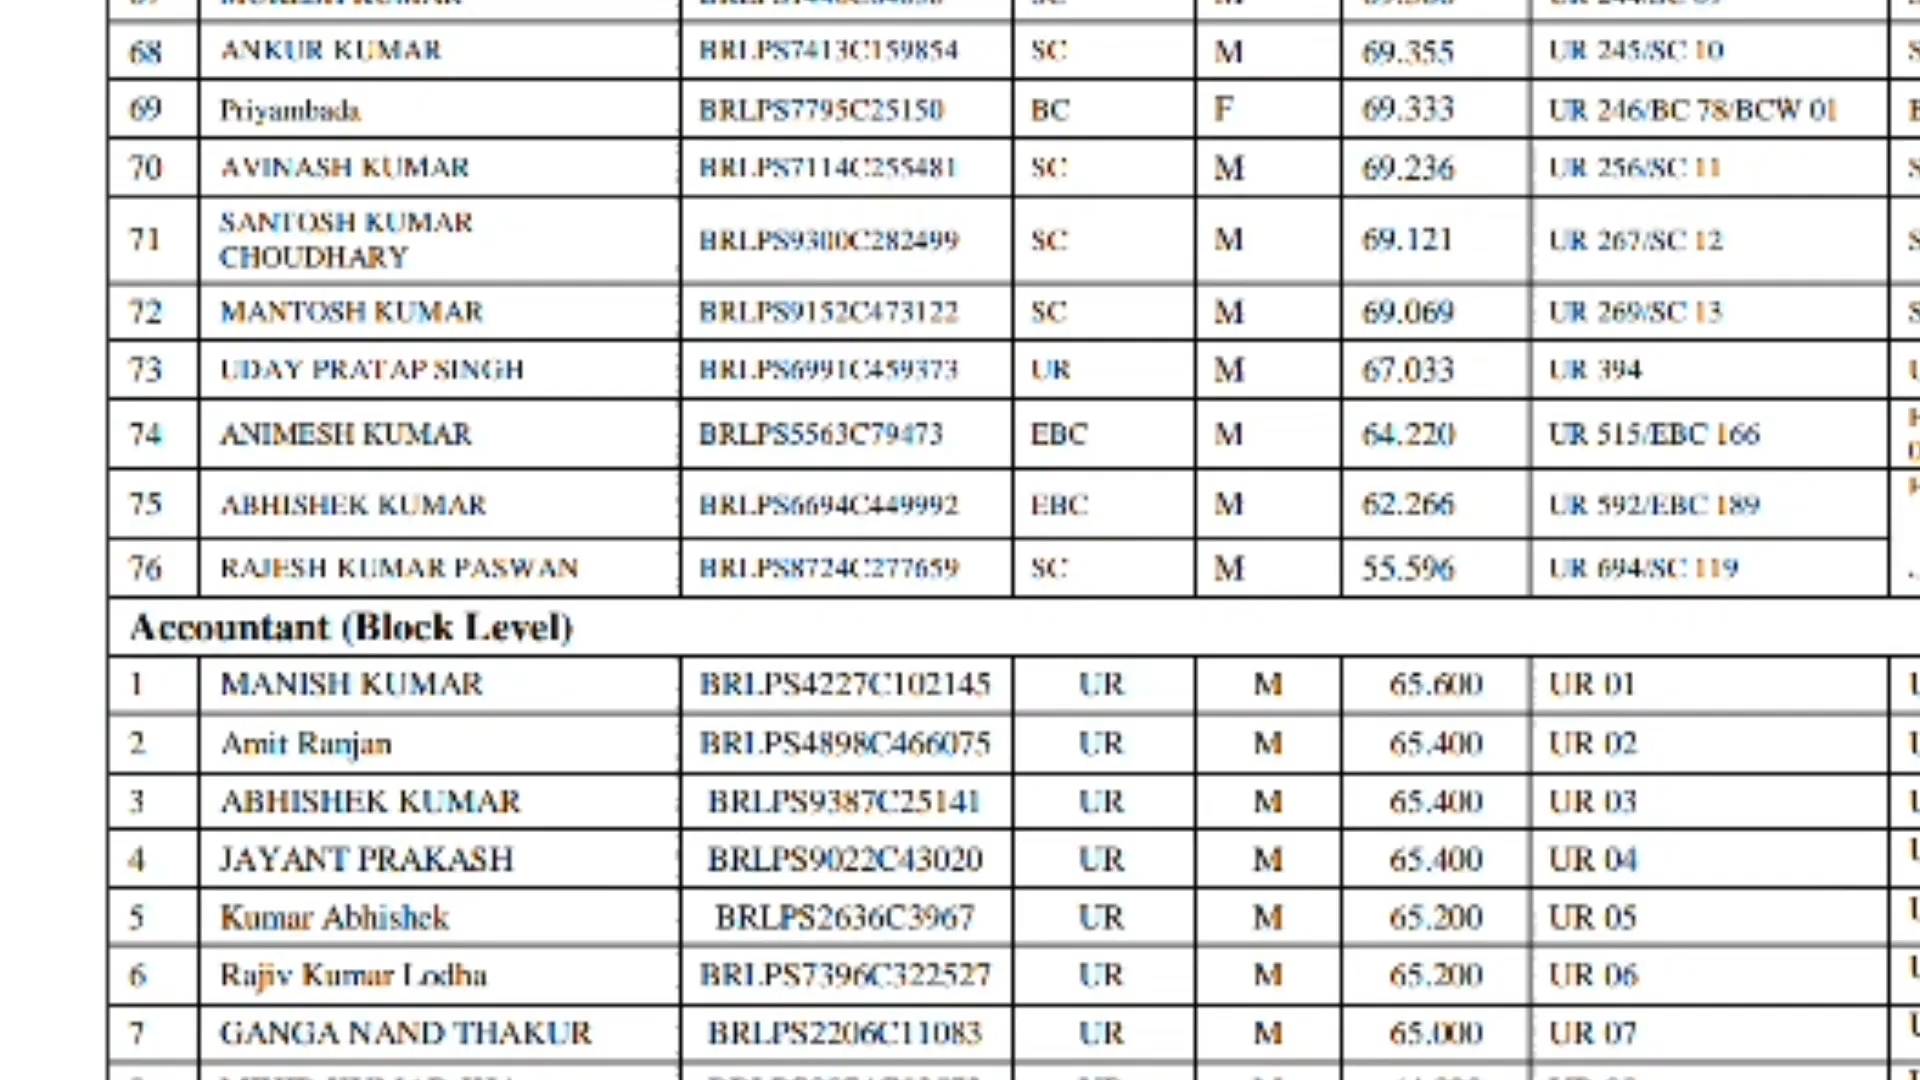 68 ANKUR KUMAR BRLPS7413C159854 SC M 69.355 UR 245/SC 10
69 Priyambada BRLPS7795C25150 BC F 69.333 UR 246/BC 78/BCW 01
70 AVINASH KUMAR BRLPS7114C255481 SC M 69.236 UR 256/SC 11
71 SANTOSH KUMAR CHOUDHARY BRLPS9300C282499 SC M 69.121 UR 267/SC 12
72 MANTOSH KUMAR BRLPS9152C473122 SC M 69.069 UR 269/SC 13
73 UDAY PRATAP SINGH BRLPS6991C459373 UR M 67.033 UR 394
74 ANIMESH KUMAR BRLPS5563C79473 EBC M 64.220 UR 515/EBC 166
75 ABHISHEK KUMAR BRLPS6694C449992 EBC M 62.266 UR 592/EBC 189
76 RAJESH KUMAR PASWAN BRLPS8724C277659 SC M 55.596 UR 694/SC 119
Accountant (Block Level)
1 MANISH KUMAR BRLPS4227C102145 UR M 65.600 UR 01
2 Amit Ranjan BRLPS4898C466075 UR M 65.400 UR 02
3 ABHISHEK KUMAR BRLPS9387C25141 UR M 65.400 UR 03
4 JAYANT PRAKASH BRLPS9022C43020 UR M 65.400 UR 04
5 Kumar Abhishek BRLPS2636C3967 UR M 65.200 UR 05
6 Rajiv Kumar Lodha BRLPS7396C322527 UR M 65.200 UR 06
7 GANGA NAND THAKUR BRLPS2206C11083 UR M 65.000 UR 07